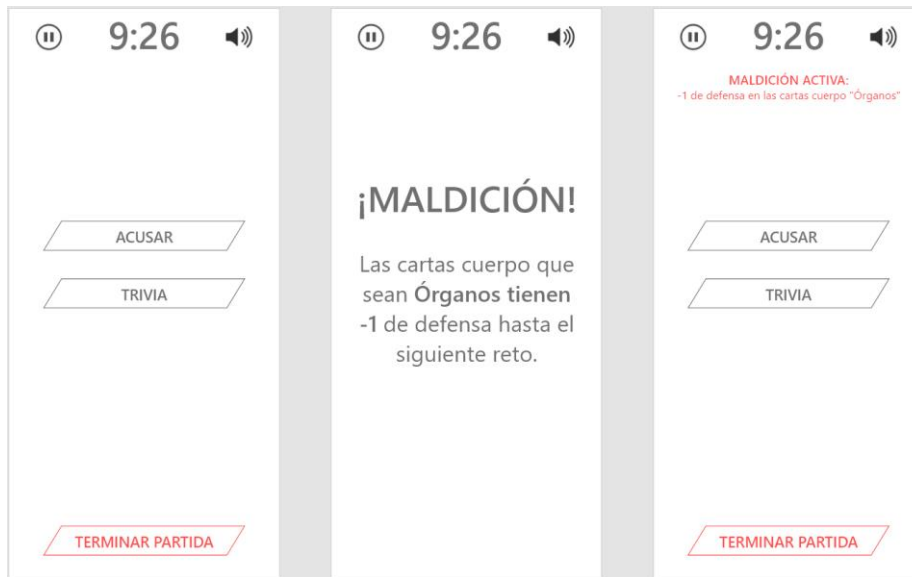 9:26
ACUSAR
TRIVIA
TERMINAR PARTIDA
9:26
¡MALDICIÓN!
Las cartas cuerpo que
sean Órganos tienen
-1 de defensa hasta el
siguiente reto.
9:26
MALDICIÓN ACTIVA:
-1 de defensa en las cartas cuerpo "Órganos"
ACUSAR
TRIVIA
TERMINAR PARTIDA